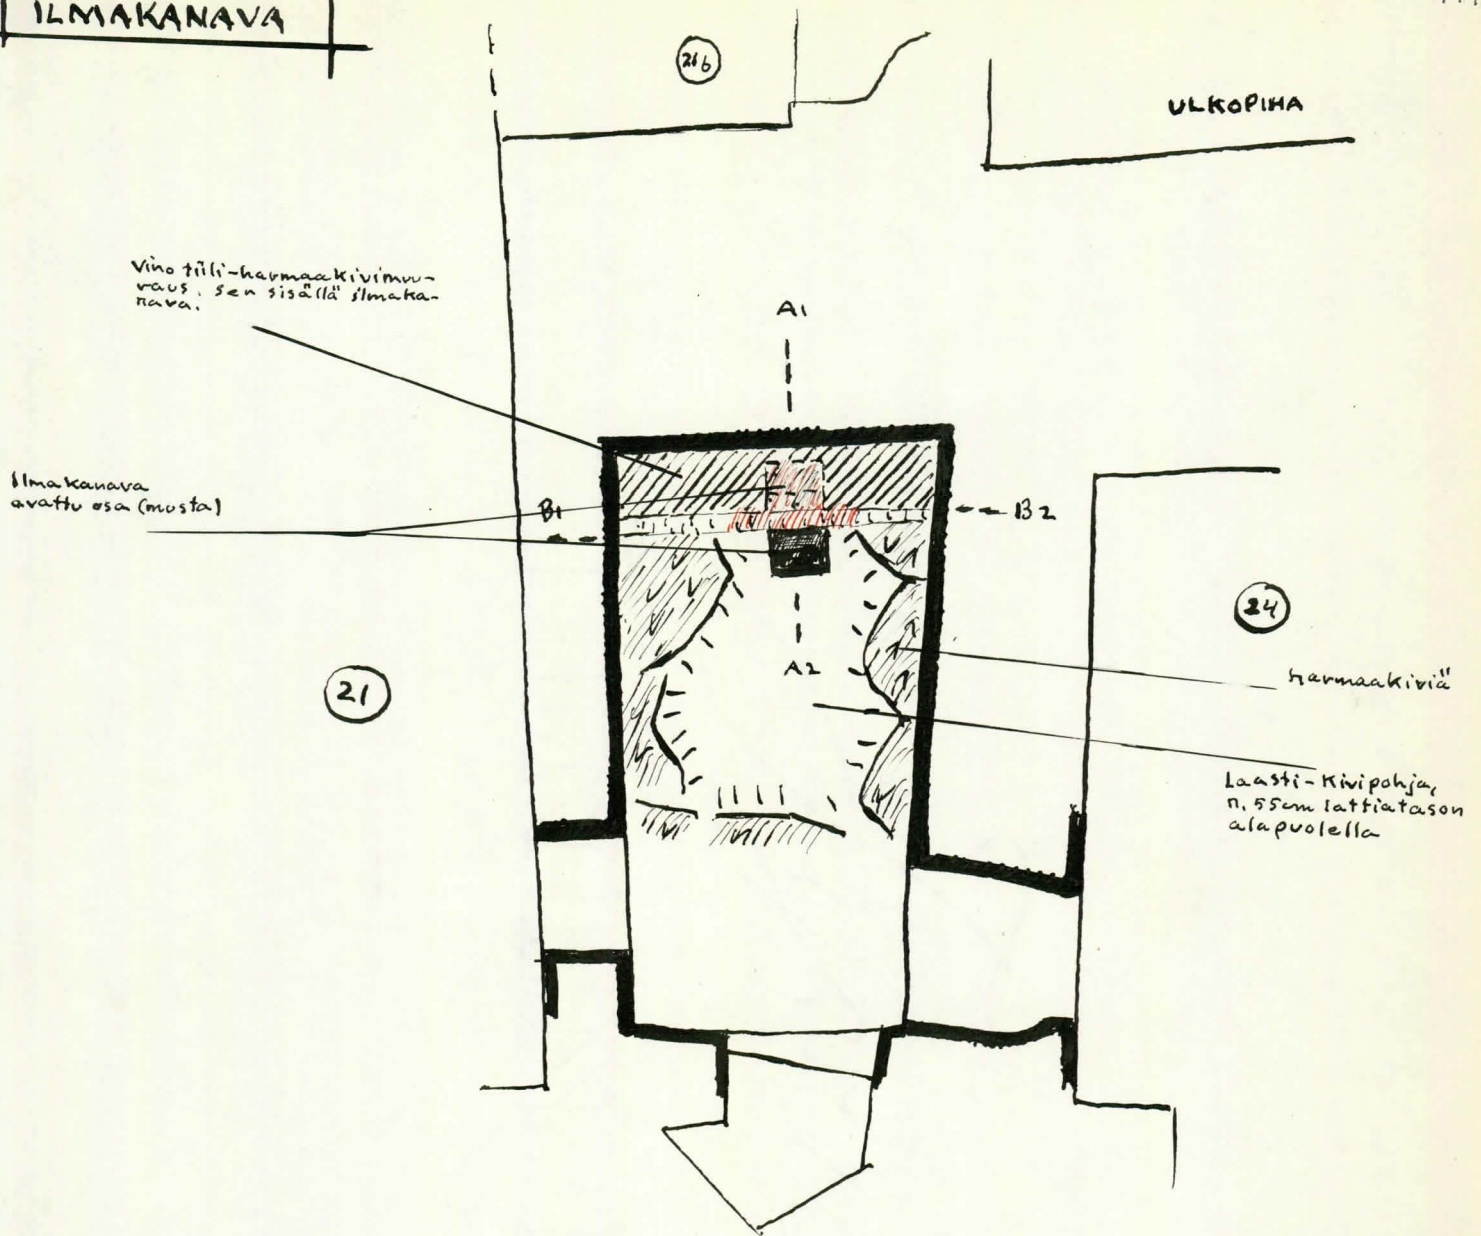 ILMAKANAVA
21b
ULKOPIHA
Vino tiili-harmaakivimuu-
raus, sen sisällä ilmaka-
nava.
A1
Ilmakanava
avattu osa (musta)
B1
B2
24
A2
21
harmaakiviä
Laasti-kivipohja,
n. 55cm lattiatason
alapuolella